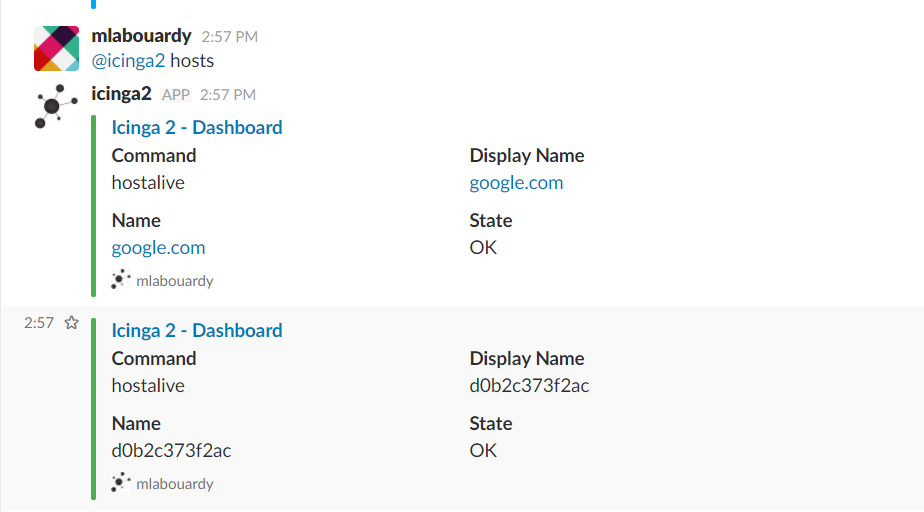 mlabouardy 2:57 PM
@icinga2 hosts
icinga2 APP 2:57 PM
Icinga 2 - Dashboard
Command Display Name
hostalive google.com
Name State
google.com OK
mlabouardy
2:57 Icinga 2 - Dashboard
Command Display Name
hostalive d0b2c373f2ac
Name State
d0b2c373f2ac OK
mlabouardy